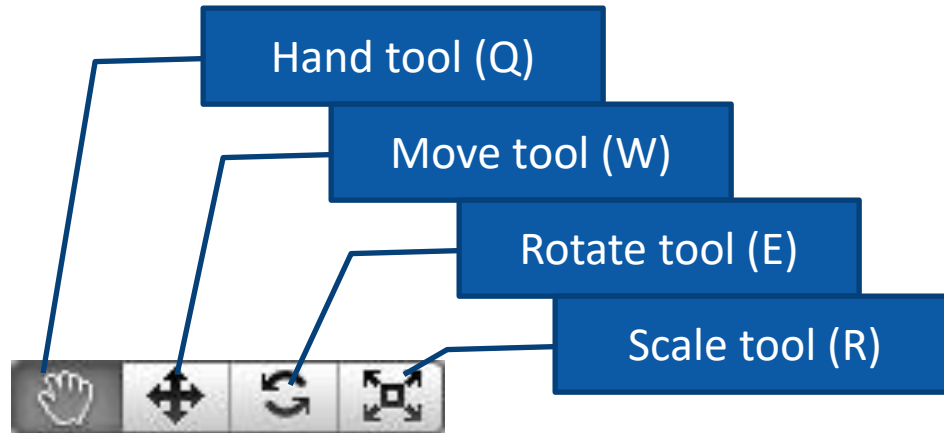 Hand tool (Q)
Move tool (W)
Rotate tool (E)
Scale tool (R)